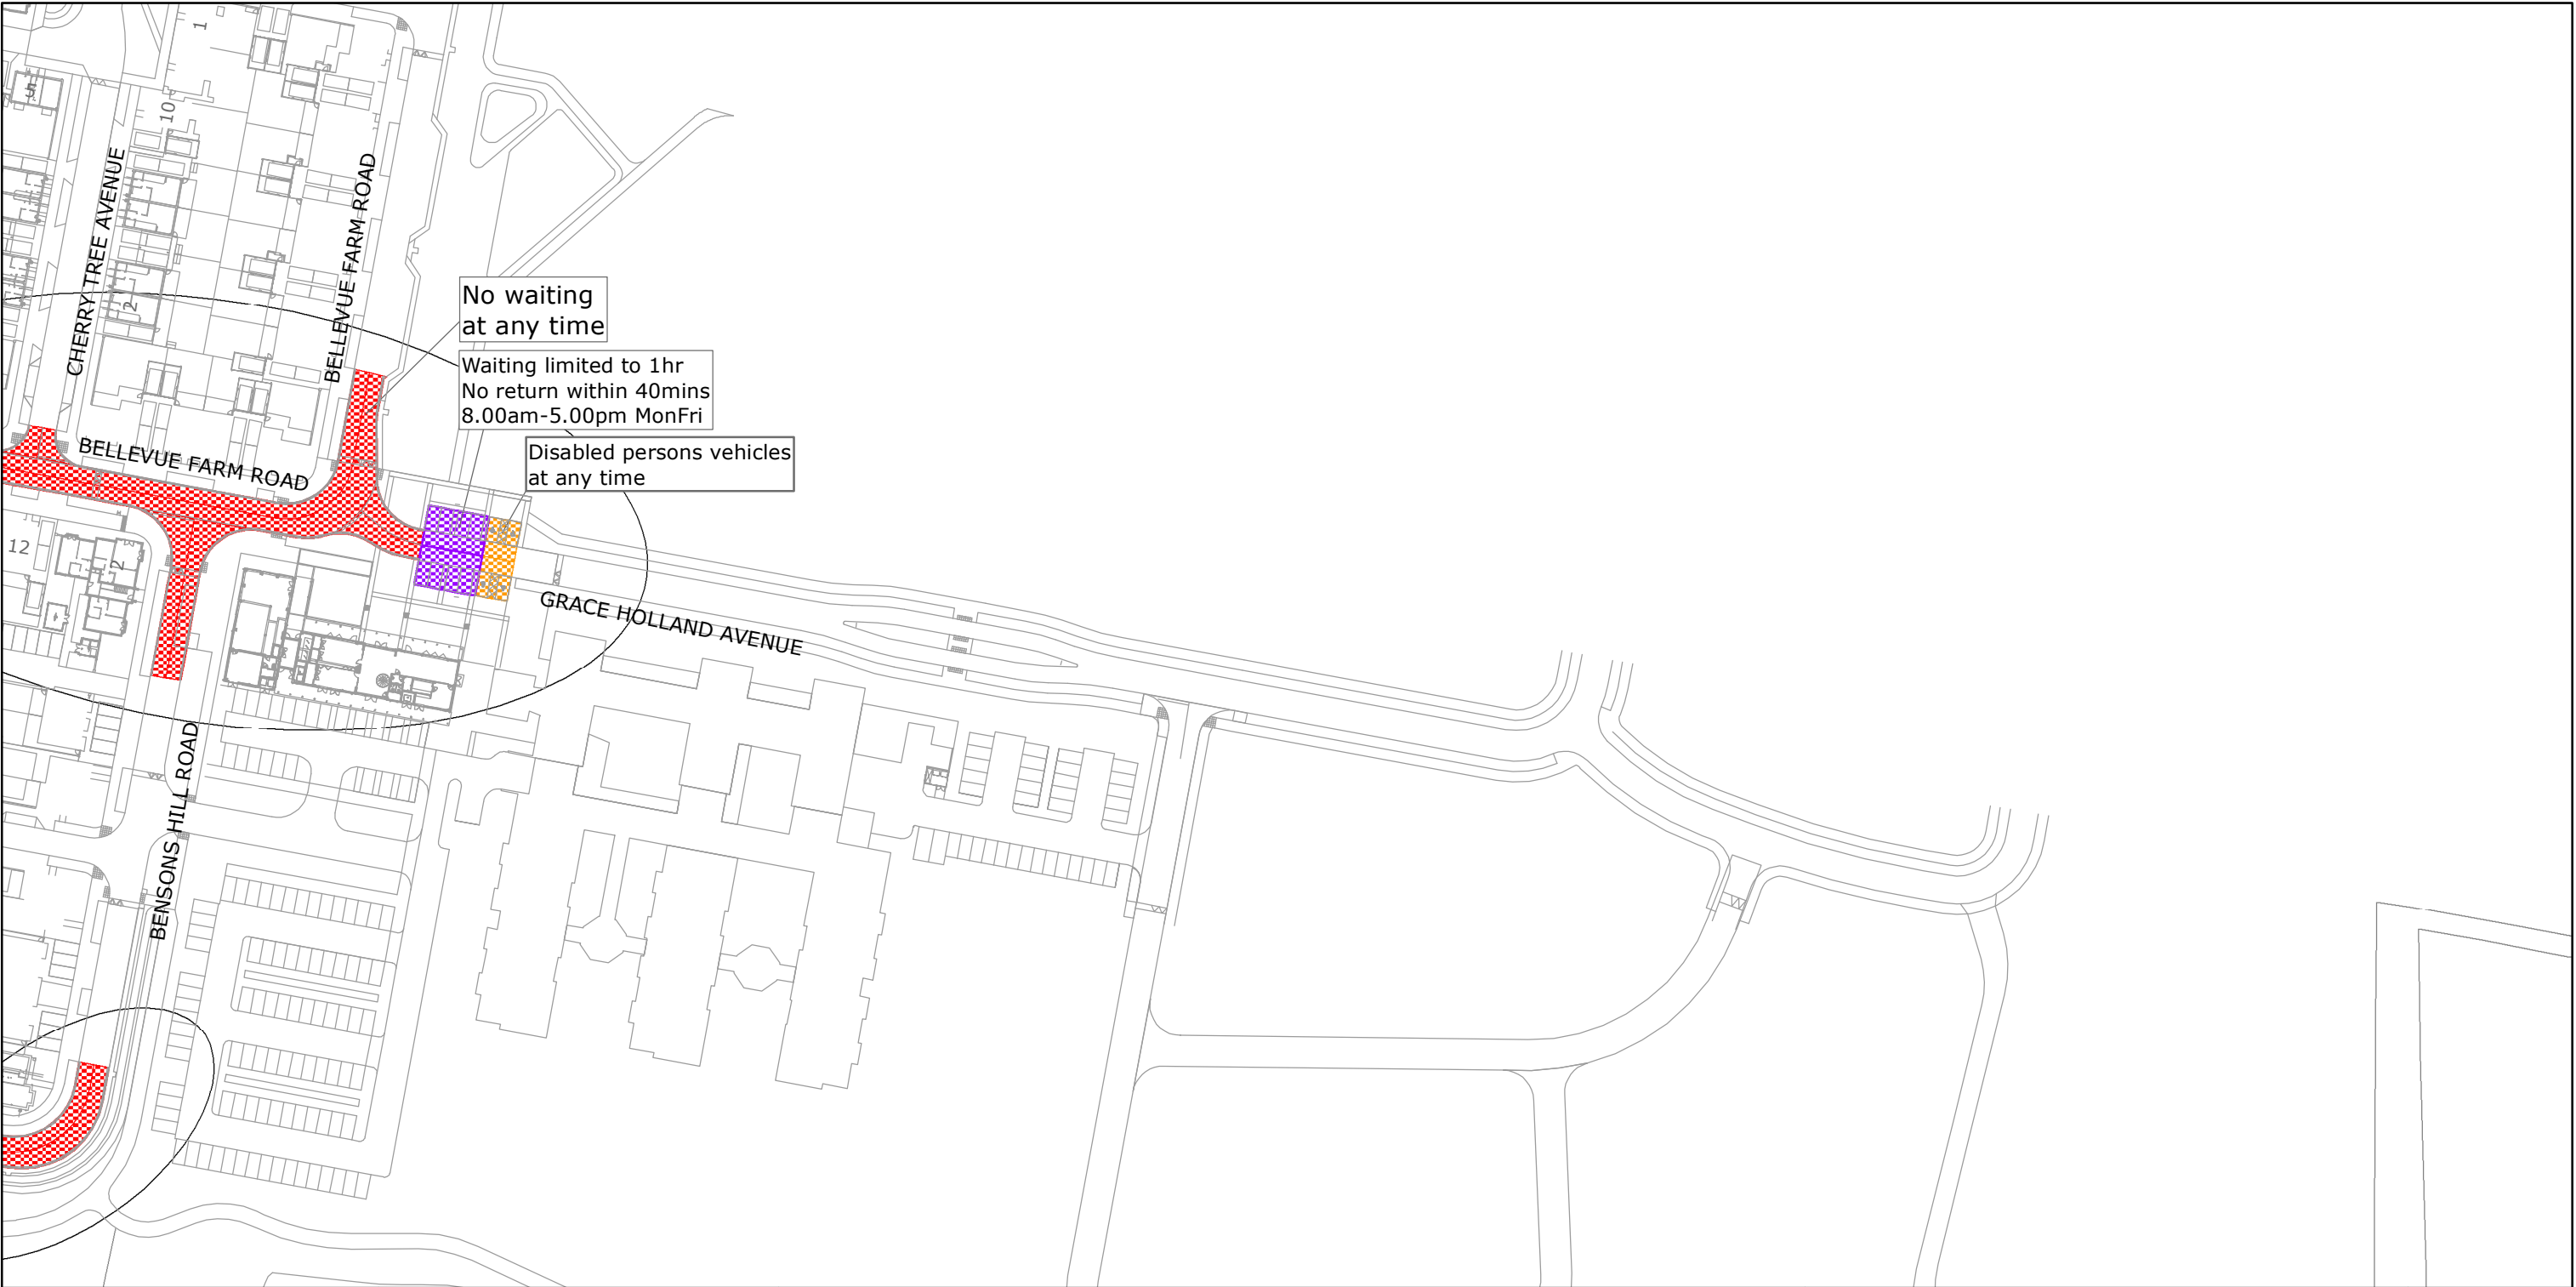 1
5
10
CHERRY TREE AVENUE
BELLEVUE FARM ROAD
2
No waiting
at any time
Waiting limited to 1hr
No return within 40mins
8.00am-5.00pm MonFri
Disabled persons vehicles
at any time
BELLEVUE FARM ROAD
12
2
GRACE HOLLAND AVENUE
BENSONS HILL ROAD